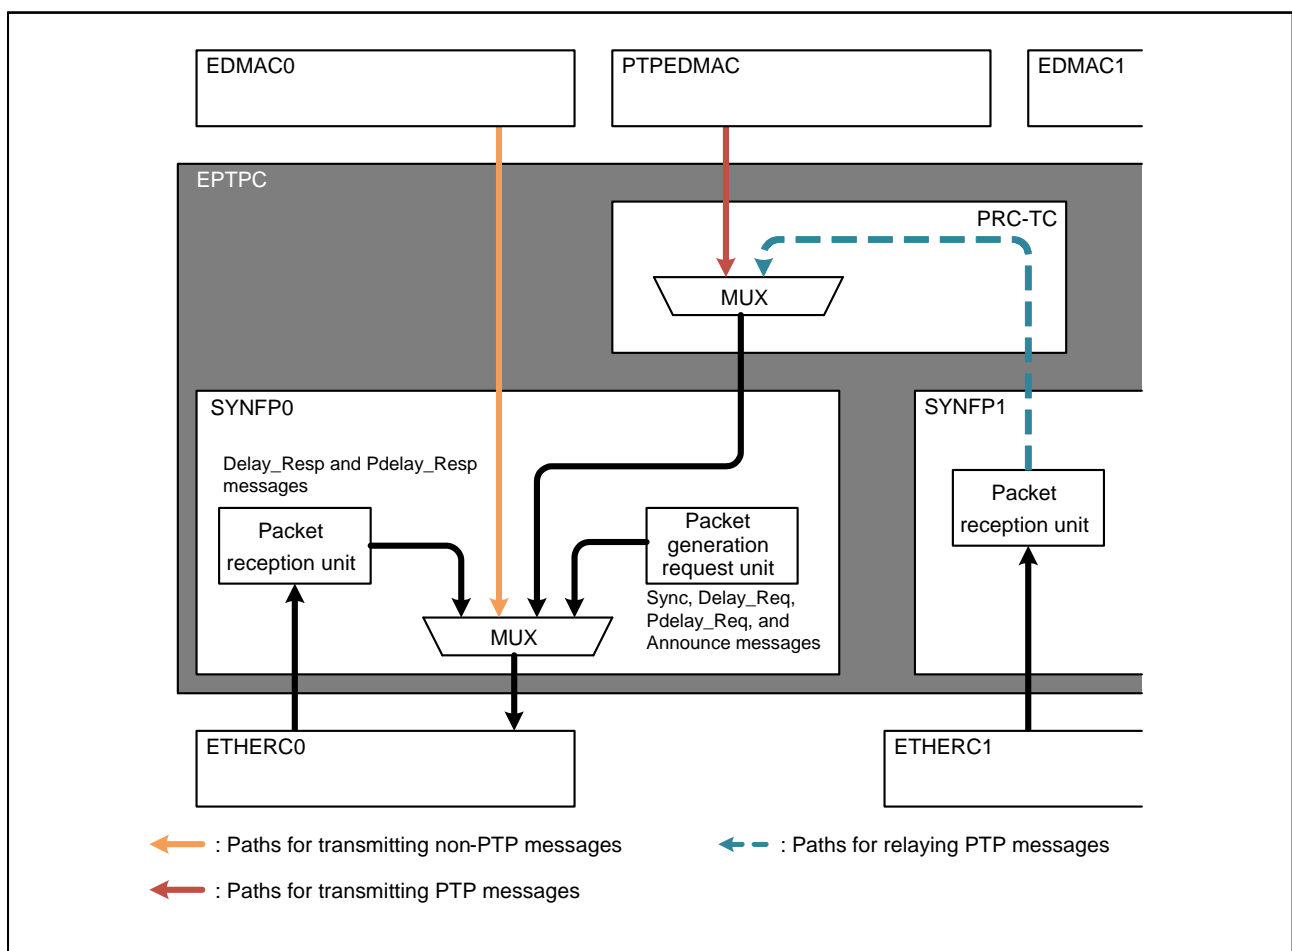 EDMAC0
PTPEDMAC
EDMAC1
EPTPC
PRC-TC
MUX
SYNFP0
SYNFP1
Delay_Resp and Pdelay_Resp
messages
Packet
reception unit
Packet
generation
request unit
Packet
reception unit
Sync, Delay_Req,
Pdelay_Req, and
Announce messages
MUX
ETHERC0
ETHERC1
: Paths for transmitting non-PTP messages
: Paths for relaying PTP messages
: Paths for transmitting PTP messages